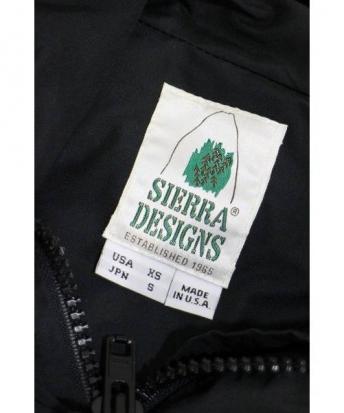 SIERRA
DESIGNS®
ESTABLISHED 1965
USA XS
JPN S
MADE
IN U.S.A.